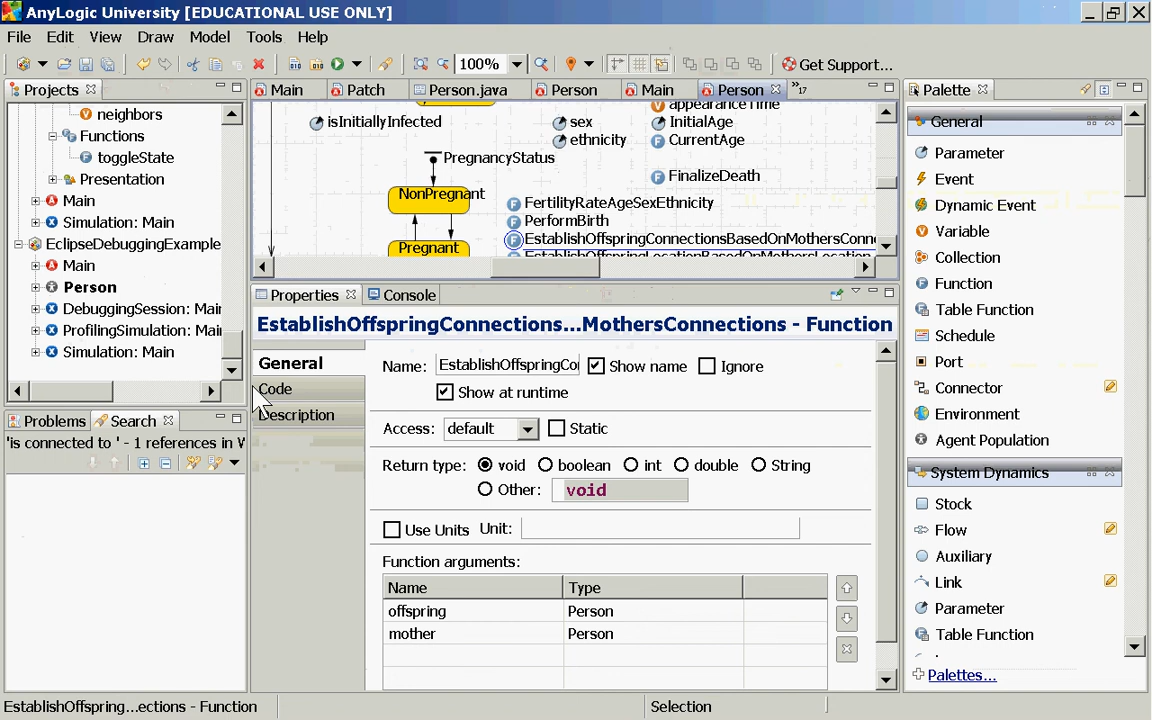 AnyLogic University [EDUCATIONAL USE ONLY]
File Edit View Draw Model Tools Help
100% Get Support...
Projects
neighbors
Functions
toggleState
Presentation
Main
Simulation: Main
EclipseDebuggingExample
Main
Person
DebuggingSession: Mai
ProfilingSimulation: Mai
Simulation: Main
Problems Search
'is connected to ' - 1 references in W
Main Patch Person.java Person Main Person »17
appearanceTime
isInitiallyInfected sex InitialAge
ethnicity CurrentAge
PregnancyStatus
FinalizeDeath
NonPregnant
FertilityRateAgeSexEthnicity
PerformBirth
Pregnant EstablishOffspringConnectionsBasedOnMothersConne
EstablishOffspringLocationBasedOnMothersLocation
Properties Console
EstablishOffspringConnections...MothersConnections - Function
General
Code
Description
Name: EstablishOffspringCo Show name Ignore
Show at runtime
Access: default Static
Return type: void boolean int double String
Other: void
Use Units Unit:
Function arguments:
Name Type
offspring Person
mother Person
Palette
General
Parameter
Event
Dynamic Event
Variable
Collection
Function
Table Function
Schedule
Port
Connector
Environment
Agent Population
System Dynamics
Stock
Flow
Auxiliary
Link
Parameter
Table Function
Palettes...
EstablishOffspring...ections - Function Selection